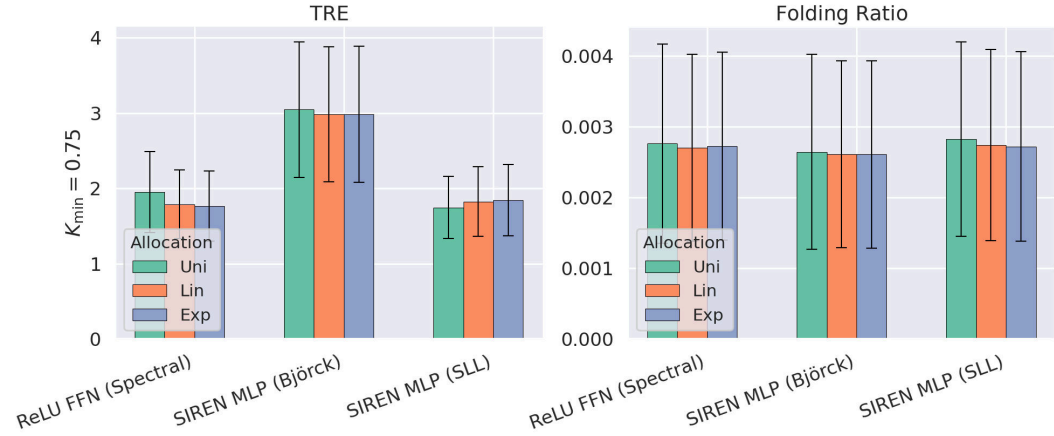 TRE
K_min = 0.75
4
3
2
1
0
Allocation
Uni
Lin
Exp
ReLU FFN (Spectral)
SIREN MLP (Björck)
SIREN MLP (SLL)
Folding Ratio
0.004
0.003
0.002
0.001
0.000
Allocation
Uni
Lin
Exp
ReLU FFN (Spectral)
SIREN MLP (Björck)
SIREN MLP (SLL)